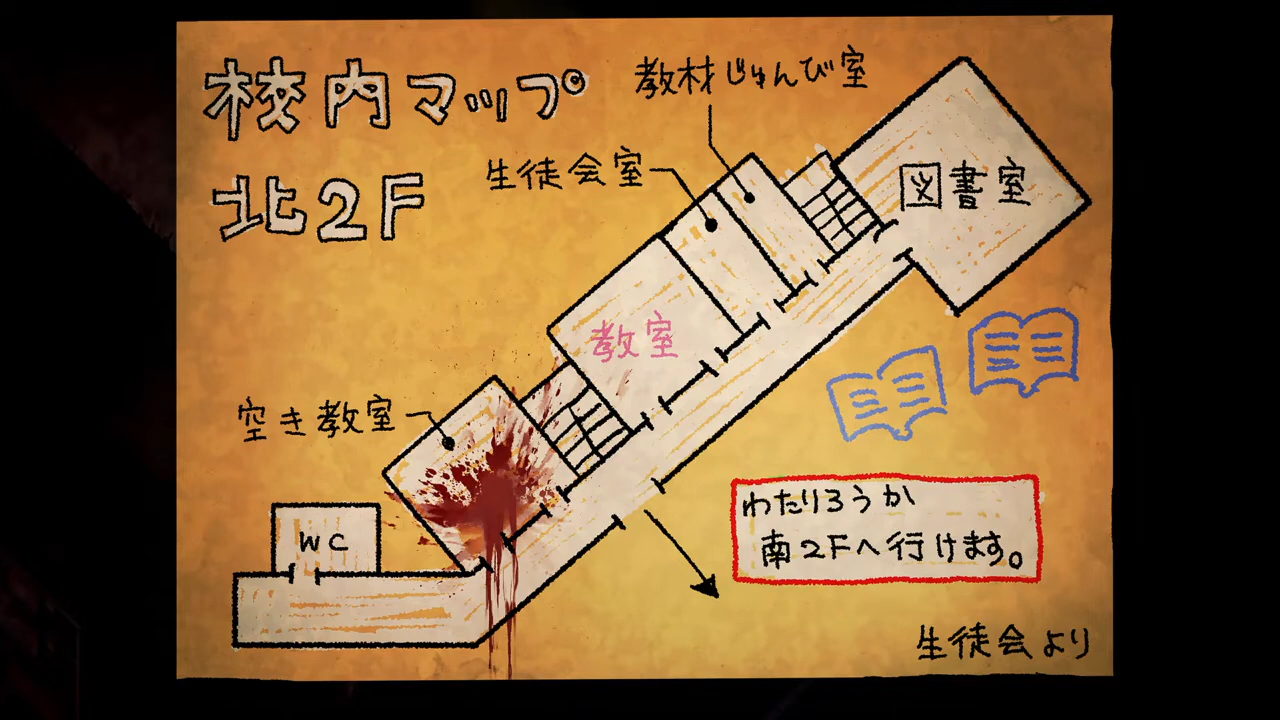 校内マップ
北2F
教材じゅんび室
生徒会室
図書室
教室
空き教室
WC
わたりろうか
南2Fへ行けます。
生徒会より